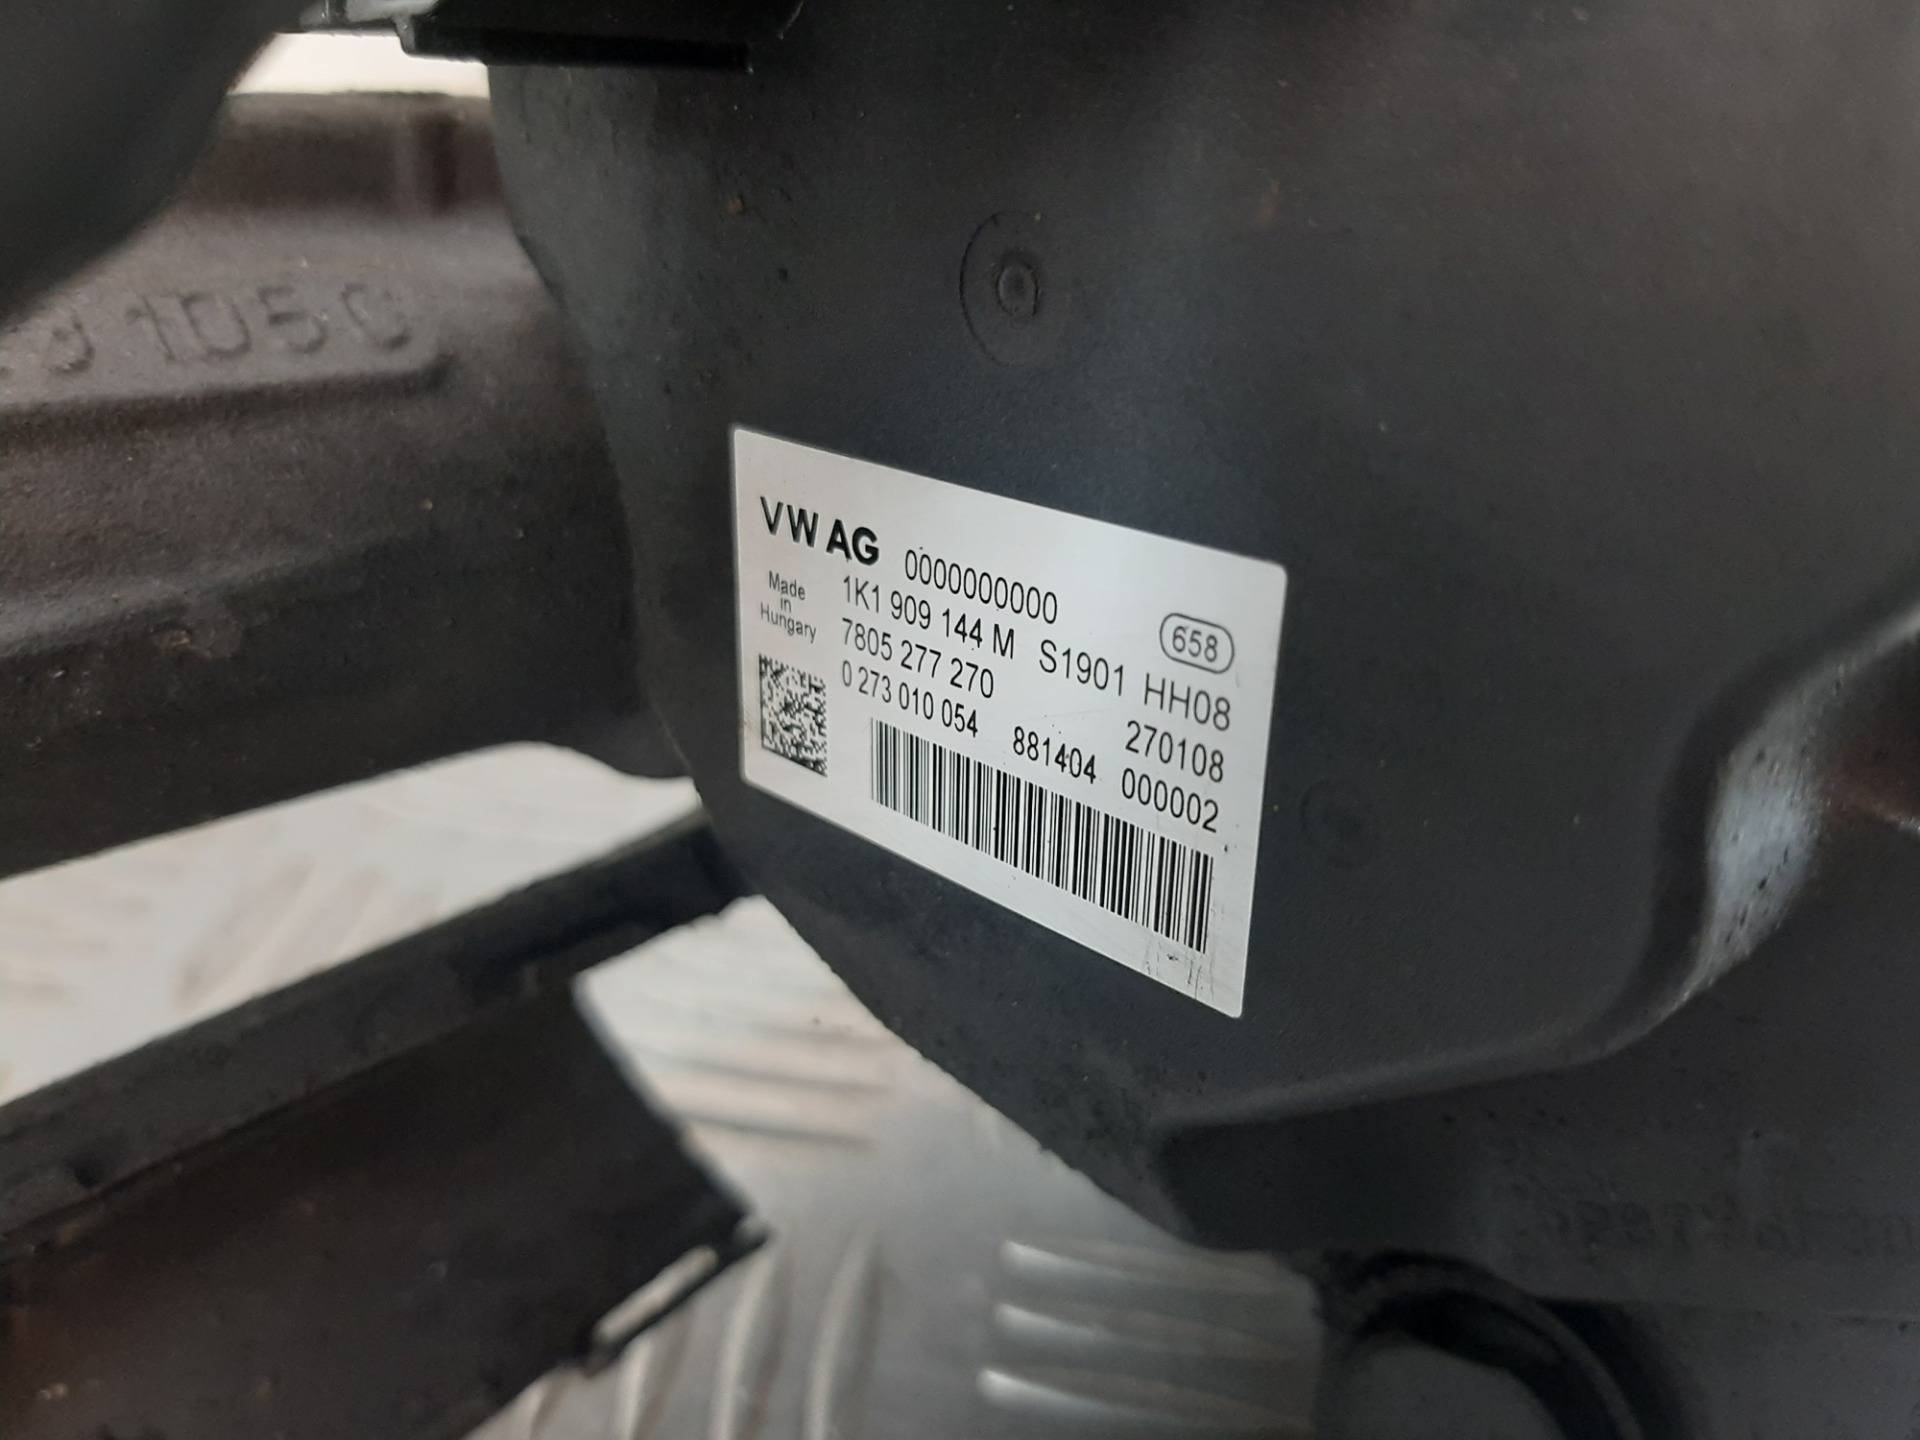 1D5C
VW AG 0000000000
Made in Hungary
1K1 909 144 M S1901 HH08
658
7805 277 270 270108
0 273 010 054 881404 000002